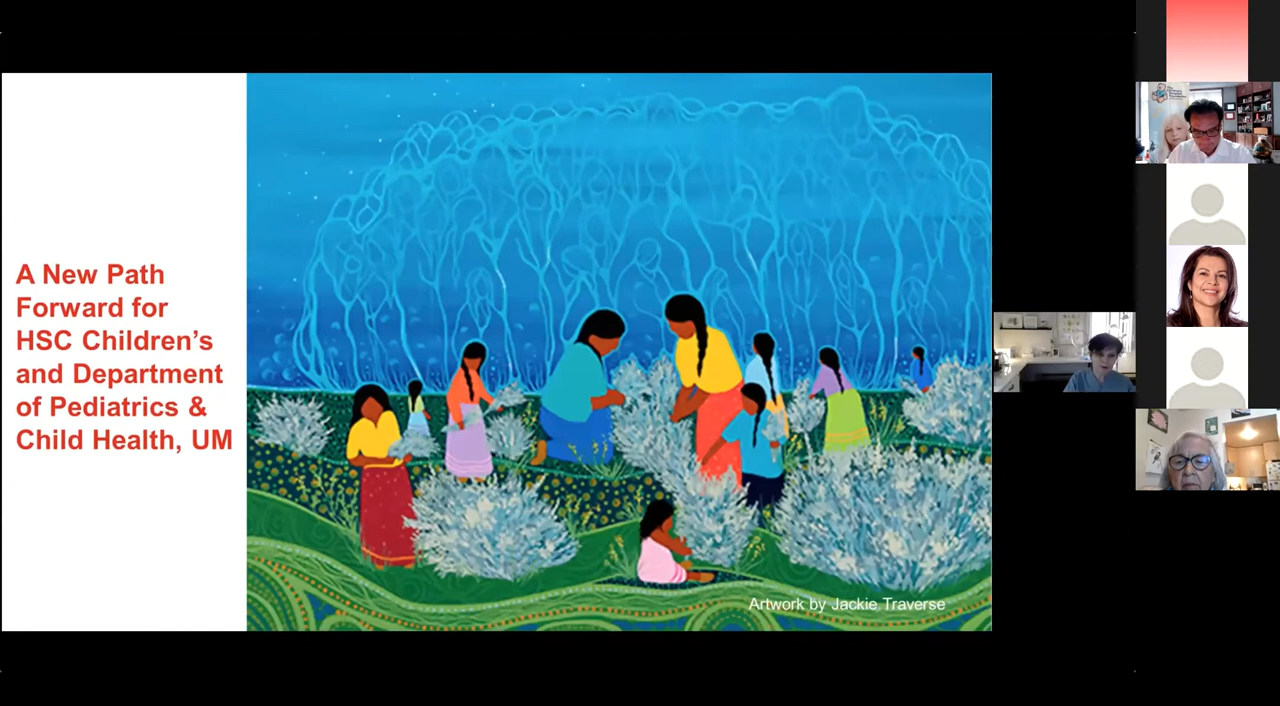 A New Path
Forward for
HSC Children’s
and Department
of Pediatrics &
Child Health, UM
Artwork by Jackie Traverse